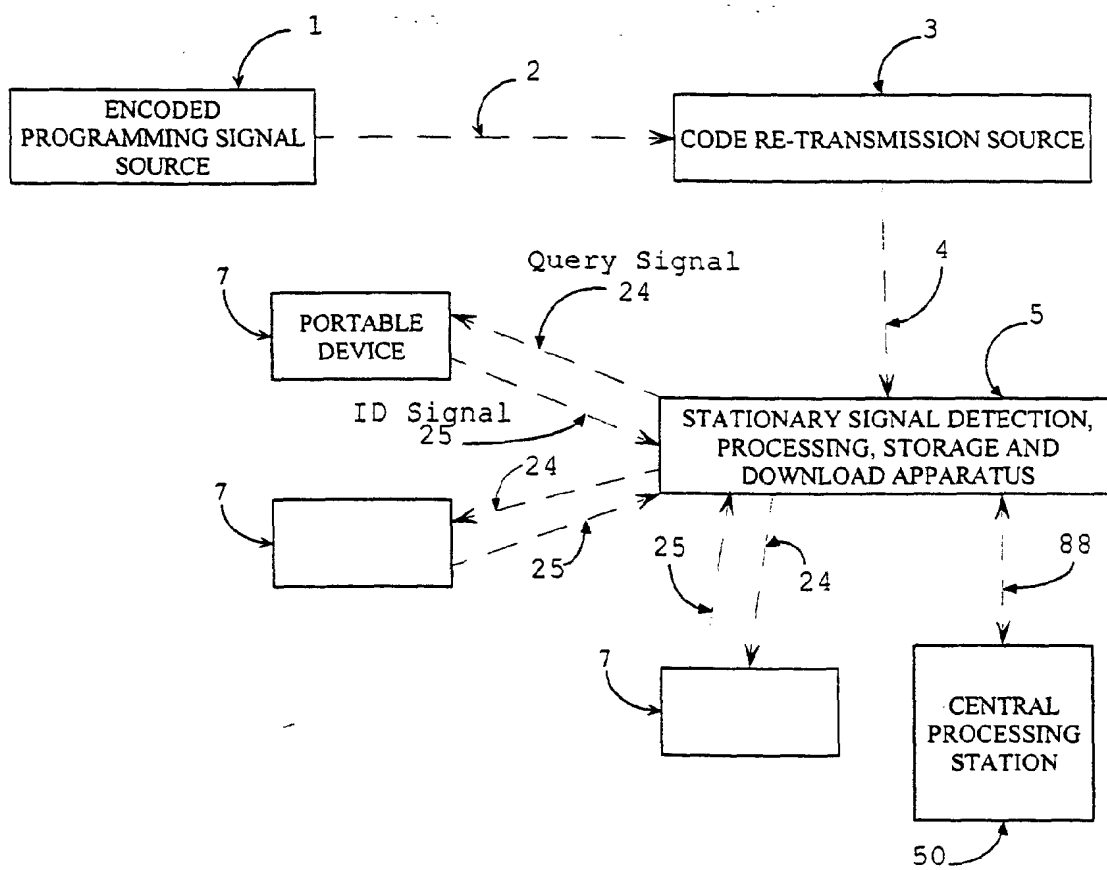 1
2
3
ENCODED
PROGRAMMING SIGNAL
SOURCE
CODE RE-TRANSMISSION SOURCE
4
Query Signal
24
7
PORTABLE
DEVICE
5
ID Signal
25
STATIONARY SIGNAL DETECTION,
PROCESSING, STORAGE AND
DOWNLOAD APPARATUS
24
7
25
25
24
88
7
CENTRAL
PROCESSING
STATION
50